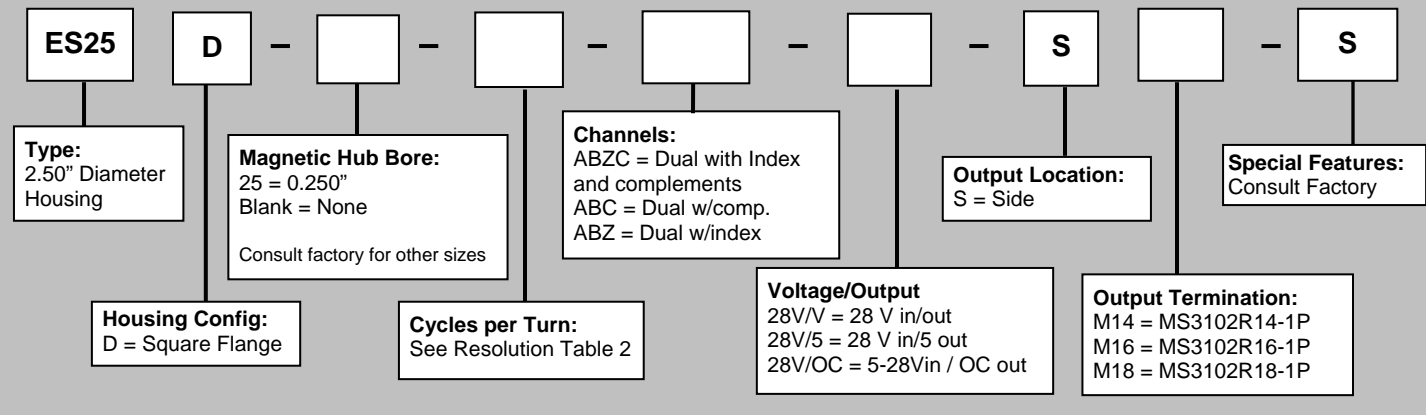 ES25 D – – – – – S – S
Type:
2.50” Diameter
Housing
Magnetic Hub Bore:
25 = 0.250”
Blank = None
Consult factory for other sizes
Channels:
ABZC = Dual with Index
and complements
ABC = Dual w/comp.
ABZ = Dual w/index
Output Location:
S = Side
Special Features:
Consult Factory
Housing Config:
D = Square Flange
Cycles per Turn:
See Resolution Table 2
Voltage/Output
28V/V = 28 V in/out
28V/5 = 28 V in/5 out
28V/OC = 5-28Vin / OC out
Output Termination:
M14 = MS3102R14-1P
M16 = MS3102R16-1P
M18 = MS3102R18-1P